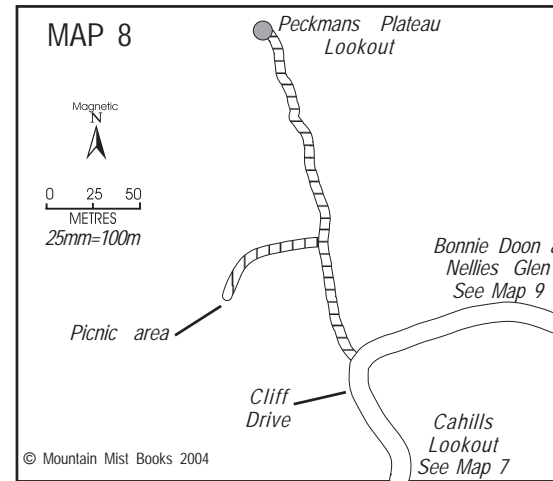 MAP 8
Peckmans Plateau
Lookout
Magnetic
N
0 25 50
METRES
25mm=100m
Bonnie Doon &
Nellies Glen
See Map 9
Picnic area
Cliff
Drive
Cahills
Lookout
See Map 7
© Mountain Mist Books 2004